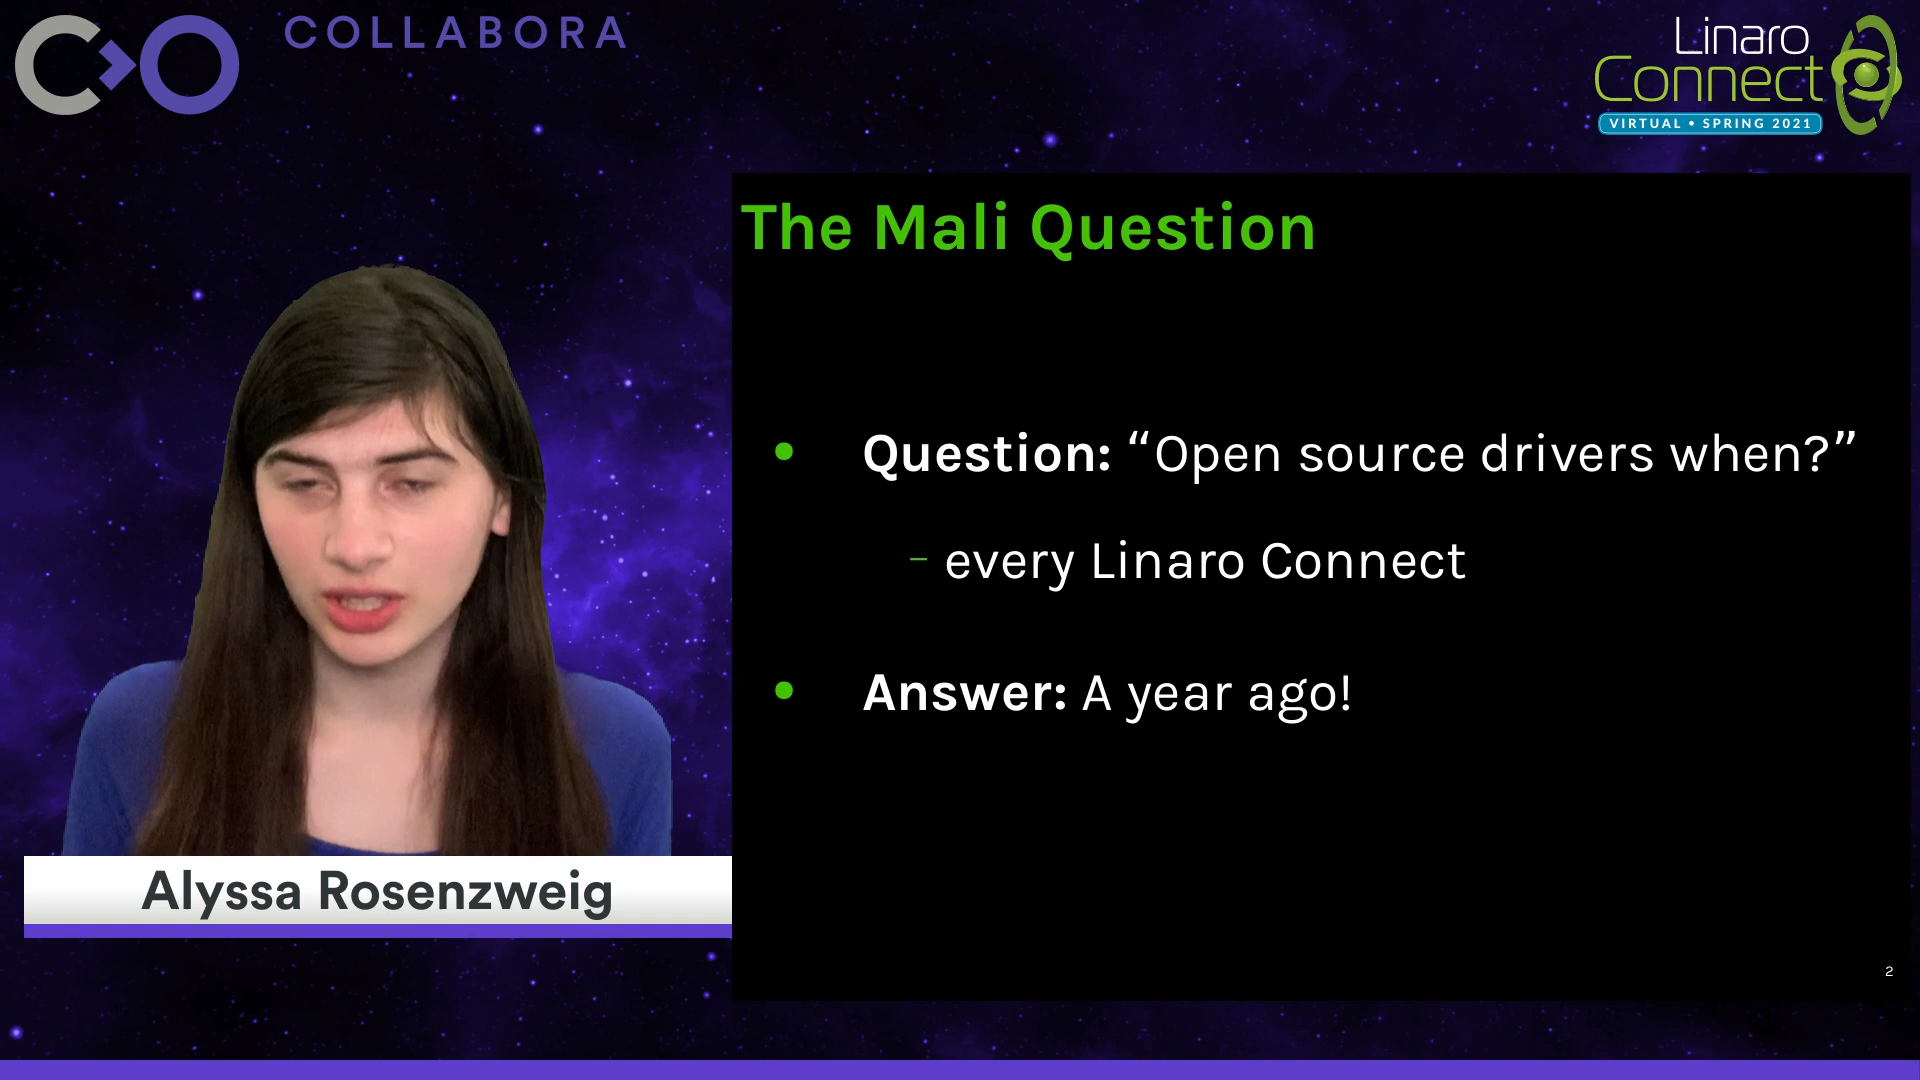 COLLABORA
Linaro
Connect
VIRTUAL • SPRING 2021
The Mali Question
• Question: “Open source drivers when?”
– every Linaro Connect
• Answer: A year ago!
Alyssa Rosenzweig
2